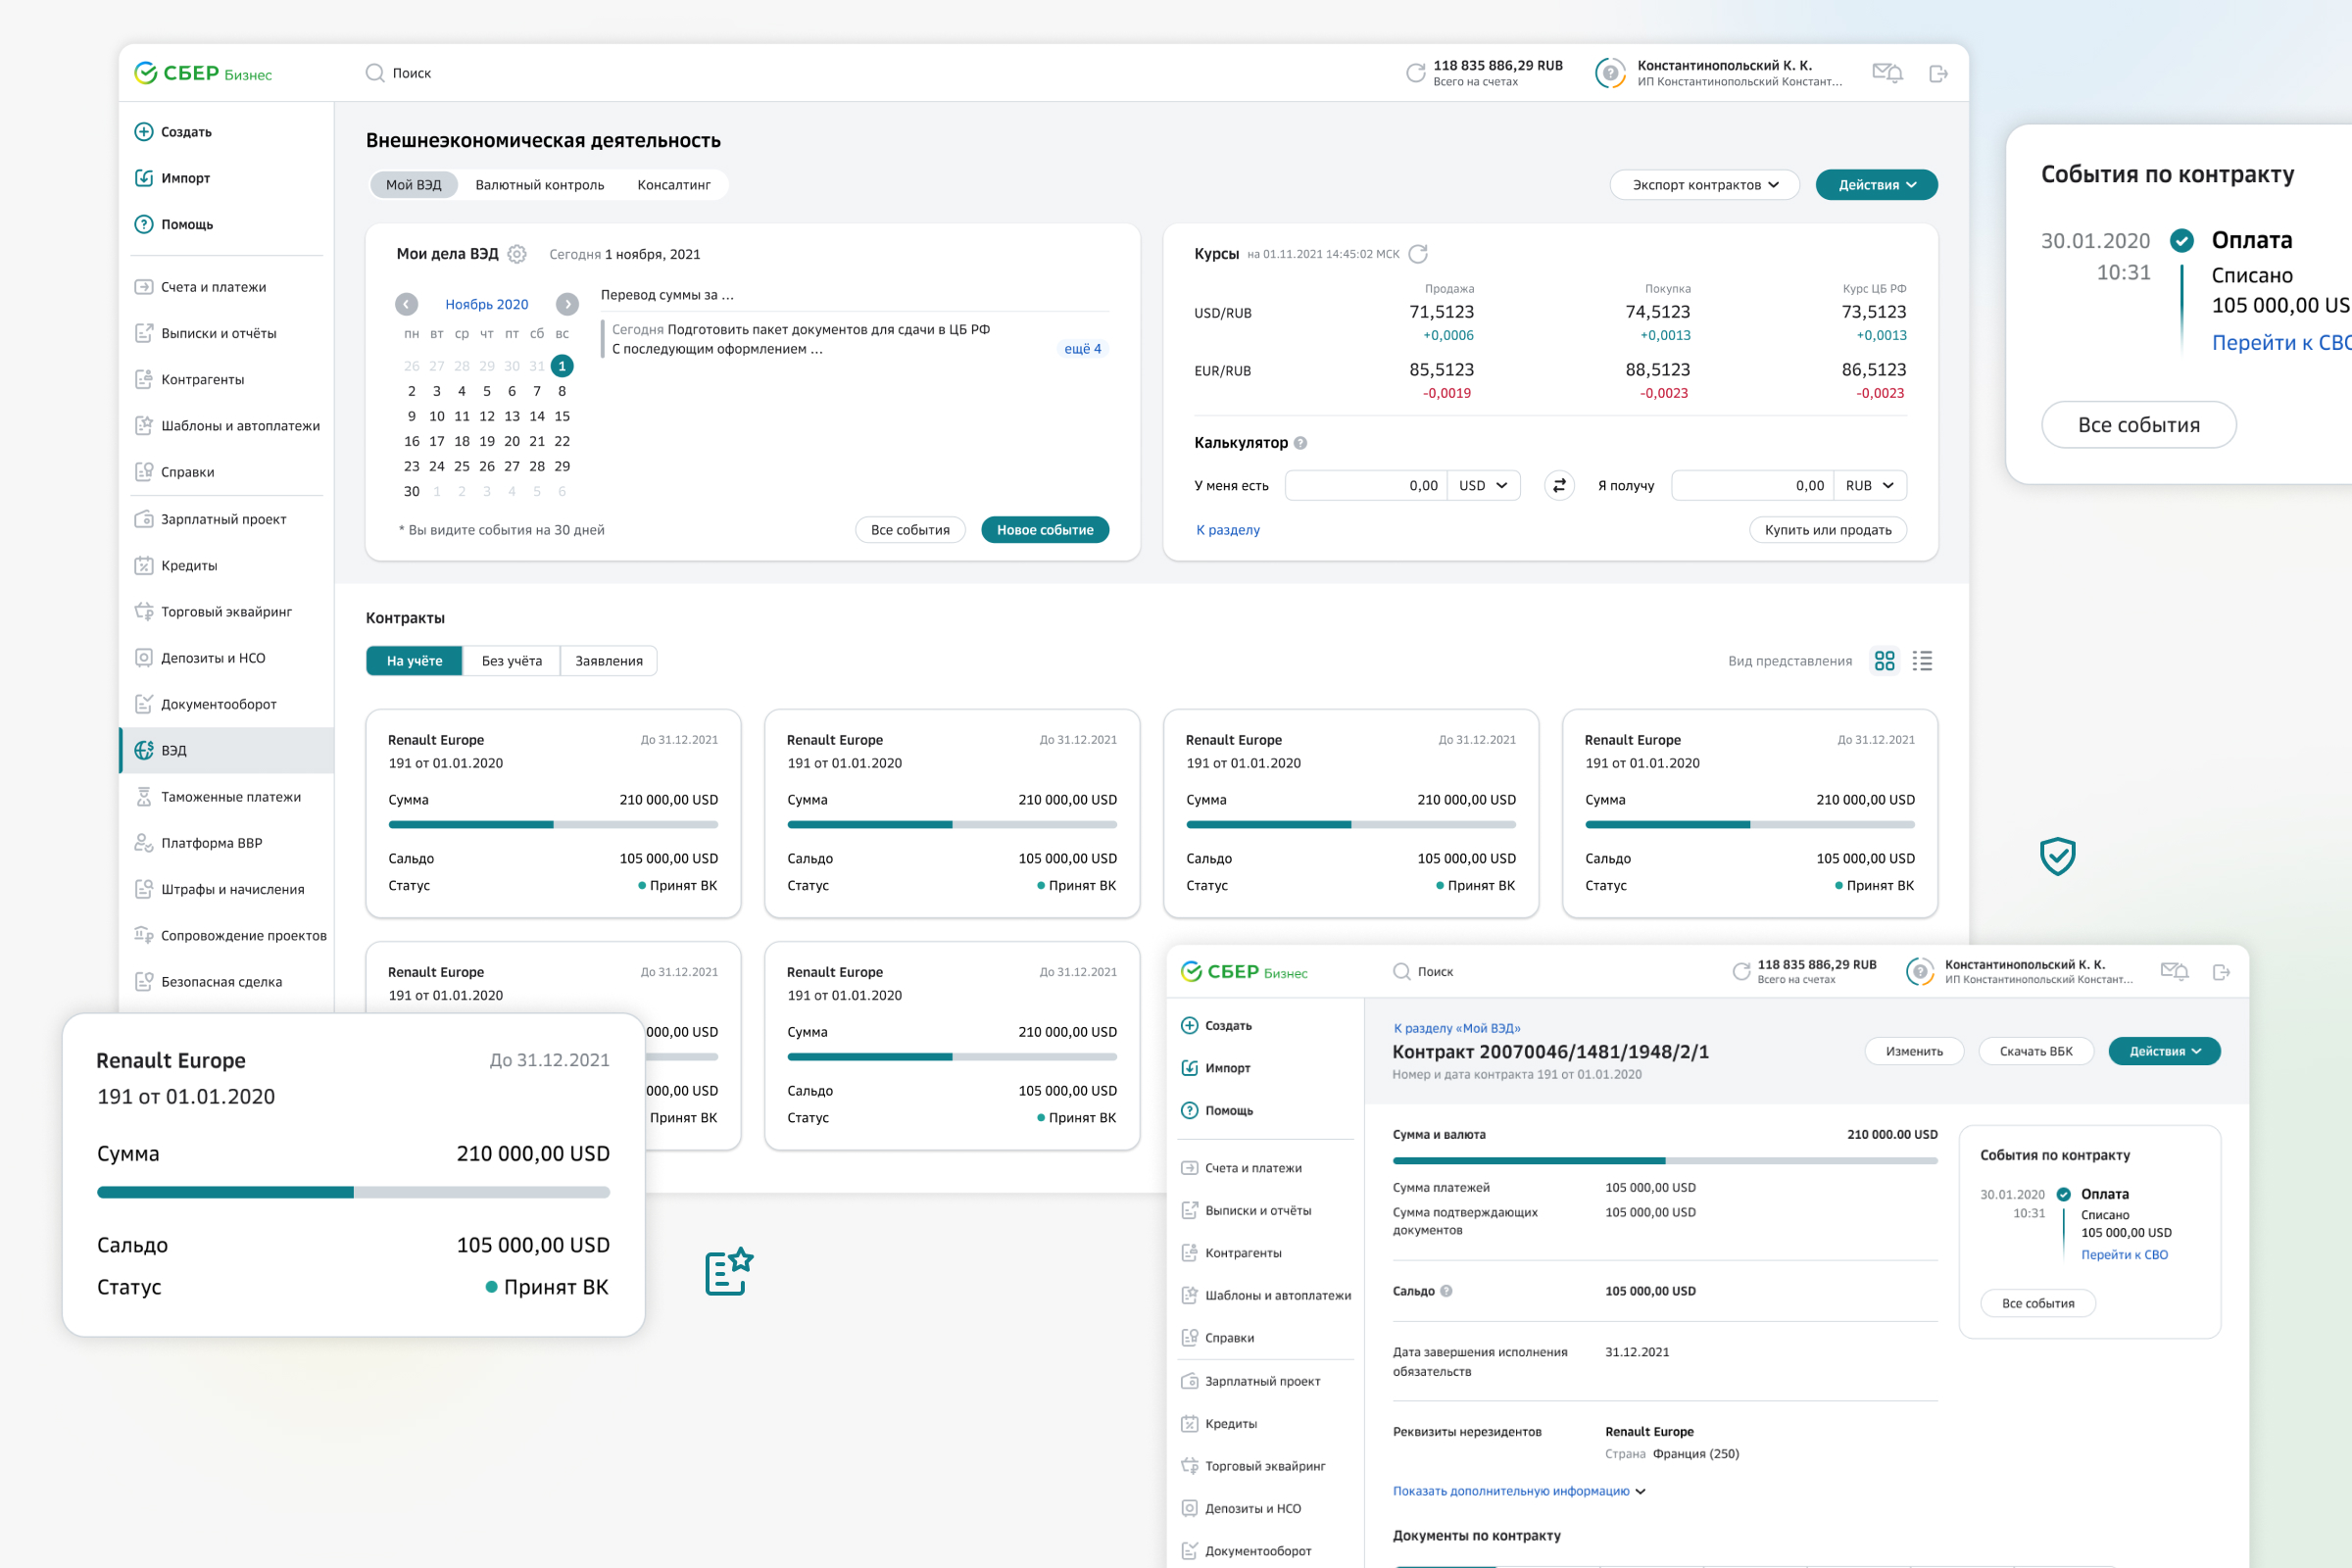 СБЕР Бизнес
Поиск
118 835 886,29 RUB
Всего на счетах
Константинопольский К. К.
ИП Константинопольский Констант...
Создать
Импорт
Помощь
Счета и платежи
Выписки и отчёты
Контрагенты
Шаблоны и автоплатежи
Справки
Зарплатный проект
Кредиты
Торговый эквайринг
Депозиты и НСО
Документооборот
ВЭД
Таможенные платежи
Платформа ВВР
Штрафы и начисления
Сопровождение проектов
Безопасная сделка
Внешнеэкономическая деятельность
Мой ВЭД Валютный контроль Консалтинг
Экспорт контрактов Действия
Мои дела ВЭД Сегодня 1 ноября, 2021
Ноябрь 2020
пн вт ср чт пт сб вс
26 27 28 29 30 31 1
2 3 4 5 6 7 8
9 10 11 12 13 14 15
16 17 18 19 20 21 22
23 24 25 26 27 28 29
30 1 2 3 4 5 6
Перевод суммы за ...
Сегодня Подготовить пакет документов для сдачи в ЦБ РФ
С последующим оформлением ...
ещё 4
* Вы видите события на 30 дней
Все события Новое событие
Курсы на 01.11.2021 14:45:02 МСК
Продажа Покупка Курс ЦБ РФ
USD/RUB 71,5123 74,5123 73,5123
+0,0006 +0,0013 +0,0013
EUR/RUB 85,5123 88,5123 86,5123
-0,0019 -0,0023 -0,0023
Калькулятор ?
У меня есть 0,00 USD Я получу 0,00 RUB
К разделу Купить или продать
Контракты
На учёте Без учёта Заявления
Вид представления
Renault Europe До 31.12.2021
191 от 01.01.2020
Сумма 210 000,00 USD
Сальдо 105 000,00 USD
Статус Принят ВК
Renault Europe До 31.12.2021
191 от 01.01.2020
Сумма 210 000,00 USD
Сальдо 105 000,00 USD
Статус Принят ВК
Renault Europe До 31.12.2021
191 от 01.01.2020
Сумма 210 000,00 USD
Сальдо 105 000,00 USD
Статус Принят ВК
Renault Europe До 31.12.2021
191 от 01.01.2020
Сумма 210 000,00 USD
Сальдо 105 000,00 USD
Статус Принят ВК
Renault Europe До 31.12.2021
191 от 01.01.2020
000,00 USD
000,00 USD
Принят ВК
Renault Europe До 31.12.2021
191 от 01.01.2020
Сумма 210 000,00 USD
Сальдо 105 000,00 USD
Статус Принят ВК
Renault Europe До 31.12.2021
191 от 01.01.2020
Сумма 210 000,00 USD
Сальдо 105 000,00 USD
Статус Принят ВК
События по контракту
30.01.2020 Оплата
10:31 Списано
105 000,00 US
Перейти к СВО
Все события
СБЕР Бизнес
Поиск
118 835 886,29 RUB
Всего на счетах
Константинопольский К. К.
ИП Константинопольский Констант...
Создать
Импорт
Помощь
Счета и платежи
Выписки и отчёты
Контрагенты
Шаблоны и автоплатежи
Справки
Зарплатный проект
Кредиты
Торговый эквайринг
Депозиты и НСО
Документооборот
К разделу «Мой ВЭД»
Контракт 20070046/1481/1948/2/1
Номер и дата контракта 191 от 01.01.2020
Изменить Скачать ВБК Действия
Сумма и валюта 210 000.00 USD
Сумма платежей 105 000,00 USD
Сумма подтверждающих 105 000,00 USD
документов
Сальдо ? 105 000,00 USD
Дата завершения исполнения 31.12.2021
обязательств
Реквизиты нерезидентов Renault Europe
Страна Франция (250)
Показать дополнительную информацию
Документы по контракту
События по контракту
30.01.2020 Оплата
10:31 Списано
105 000,00 USD
Перейти к СВО
Все события